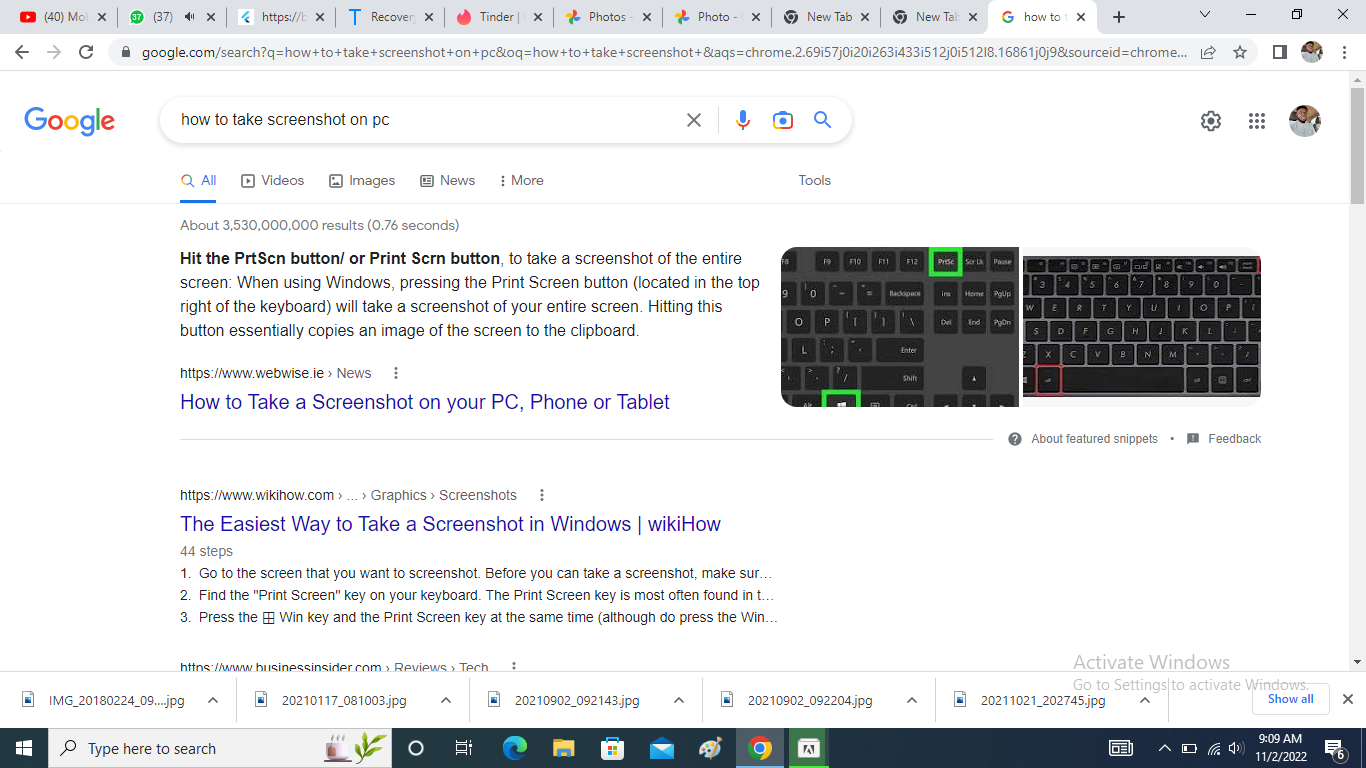 (40) Mol
37
(37)
https://b
Recover
Tinder |
Photos -
Photo -
New Tab
New Tab
how to t
google.com/search?q=how+to+take+screenshot+on+pc&oq=how+to+take+screenshot+&aqs=chrome.2.69i57j0i20i263i433i512j0i512l8.16861j0j9&sourceid=chrome...
Google
how to take screenshot on pc
All
Videos
Images
News
More
Tools
About 3,530,000,000 results (0.76 seconds)
Hit the PrtScn button/ or Print Scrn button, to take a screenshot of the entire
screen: When using Windows, pressing the Print Screen button (located in the top
right of the keyboard) will take a screenshot of your entire screen. Hitting this
button essentially copies an image of the screen to the clipboard.
F8 F9 F10 F11 F12 PrtSc Scr Lk Pause
9 0 - = Backspace Ins Home PgUp
O P [ ] \ Del End PgDn
L ; ' Enter
. ? / Shift
Alt Ctrl
3 4 5 6 7 8 9 0 -
W E R T Y U I O P
S D F G H J K L
Z X C V B N M
https://www.webwise.ie › News
How to Take a Screenshot on your PC, Phone or Tablet
About featured snippets • Feedback
https://www.wikihow.com › ... › Graphics › Screenshots
The Easiest Way to Take a Screenshot in Windows | wikiHow
44 steps
1. Go to the screen that you want to screenshot. Before you can take a screenshot, make sur…
2. Find the "Print Screen" key on your keyboard. The Print Screen key is most often found in t…
3. Press the ⊞ Win key and the Print Screen key at the same time (although do press the Win…
https://www.businessinsider.com › Reviews › Tech
Activate Windows
Go to Settings to activate Windows.
IMG_20180224_09....jpg
20210117_081003.jpg
20210902_092143.jpg
20210902_092204.jpg
20211021_202745.jpg
Show all
Type here to search
9:09 AM
11/2/2022
6